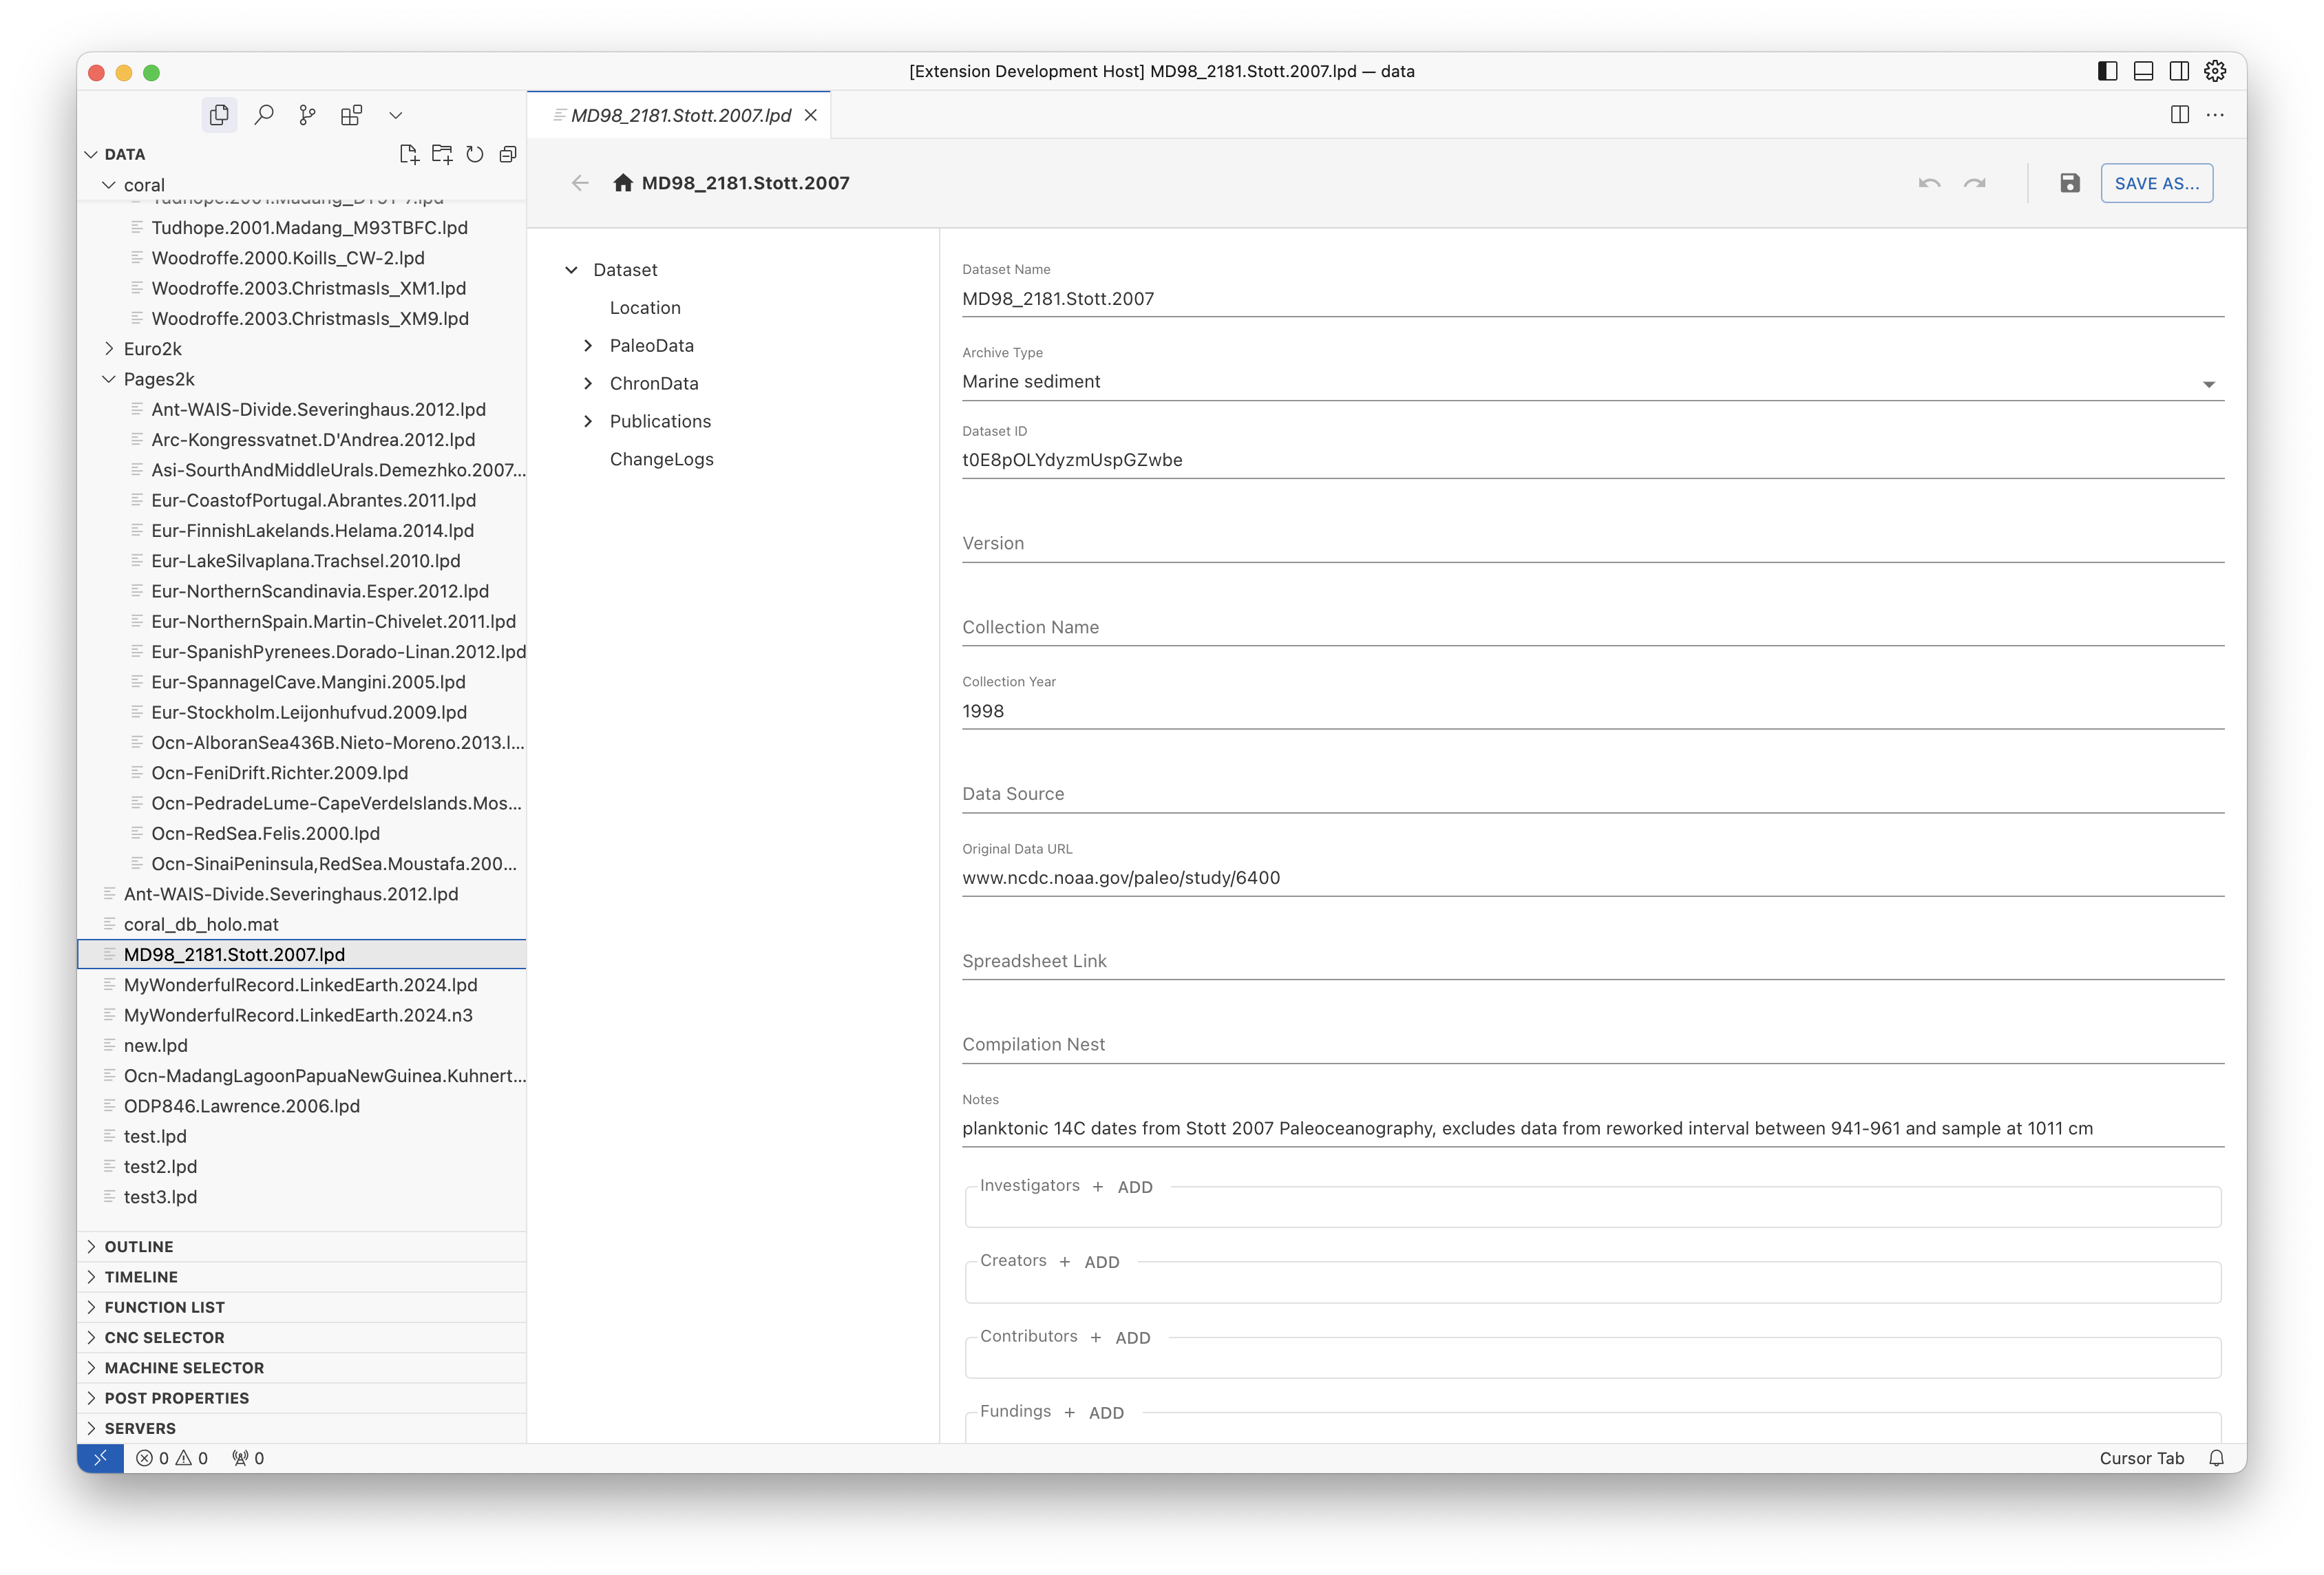 [Extension Development Host] MD98_2181.Stott.2007.lpd — data
DATA
coral
Tudhope.2001.Madang_M93TBFC.lpd
Woodroffe.2000.KoilIs_CW-2.lpd
Woodroffe.2003.ChristmasIs_XM1.lpd
Woodroffe.2003.ChristmasIs_XM9.lpd
Euro2k
Pages2k
Ant-WAIS-Divide.Severinghaus.2012.lpd
Arc-Kongressvatnet.D'Andrea.2012.lpd
Asi-SourthAndMiddleUrals.Demezhko.2007...
Eur-CoastofPortugal.Abrantes.2011.lpd
Eur-FinnishLakelands.Helama.2014.lpd
Eur-LakeSilvaplana.Trachsel.2010.lpd
Eur-NorthernScandinavia.Esper.2012.lpd
Eur-NorthernSpain.Martin-Chivelet.2011.lpd
Eur-SpanishPyrenees.Dorado-Linan.2012.lpd
Eur-SpannagelCave.Mangini.2005.lpd
Eur-Stockholm.Leijonhufvud.2009.lpd
Ocn-AlboranSea436B.Nieto-Moreno.2013.l...
Ocn-FeniDrift.Richter.2009.lpd
Ocn-PedradeLume-CapeVerdeIslands.Mos...
Ocn-RedSea.Felis.2000.lpd
Ocn-SinaiPeninsula,RedSea.Moustafa.200...
Ant-WAIS-Divide.Severinghaus.2012.lpd
coral_db_holo.mat
MD98_2181.Stott.2007.lpd
MyWonderfulRecord.LinkedEarth.2024.lpd
MyWonderfulRecord.LinkedEarth.2024.n3
new.lpd
Ocn-MadangLagoonPapuaNewGuinea.Kuhnert...
ODP846.Lawrence.2006.lpd
test.lpd
test2.lpd
test3.lpd
OUTLINE
TIMELINE
FUNCTION LIST
CNC SELECTOR
MACHINE SELECTOR
POST PROPERTIES
SERVERS
MD98_2181.Stott.2007.lpd
MD98_2181.Stott.2007
SAVE AS...
Dataset
Location
PaleoData
ChronData
Publications
ChangeLogs
Dataset Name
MD98_2181.Stott.2007
Archive Type
Marine sediment
Dataset ID
t0E8pOLYdyzmUspGZwbe
Version
Collection Name
Collection Year
1998
Data Source
Original Data URL
www.ncdc.noaa.gov/paleo/study/6400
Spreadsheet Link
Compilation Nest
Notes
planktonic 14C dates from Stott 2007 Paleoceanography, excludes data from reworked interval between 941-961 and sample at 1011 cm
Investigators + ADD
Creators + ADD
Contributors + ADD
Fundings + ADD
0 0 0
Cursor Tab